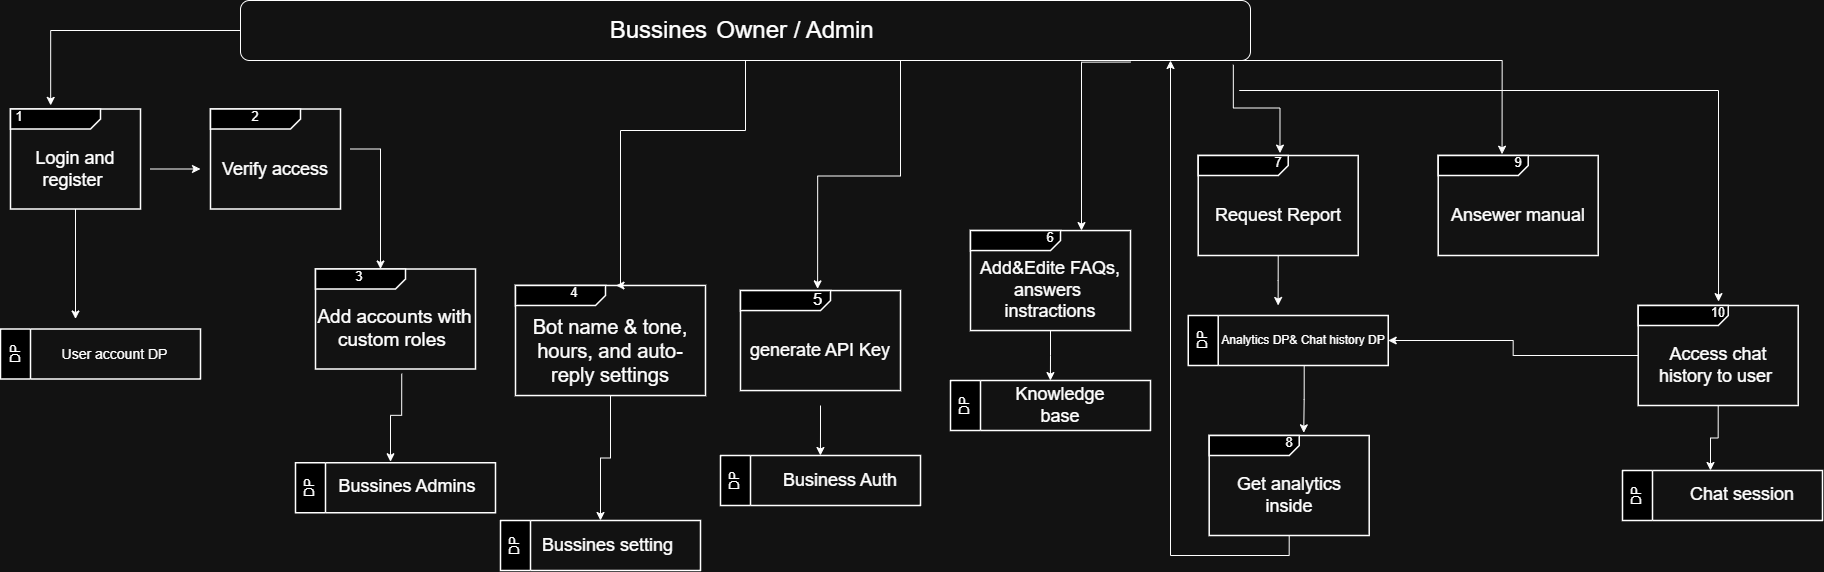 Bussines Owner / Admin
1
Login and
register
2
Verify access
3
Add accounts with
custom roles
4
Bot name & tone,
hours, and auto-
reply settings
5
generate API Key
6
Add&Edite FAQs,
answers
instractions
7
Request Report
9
Ansewer manual
10
Access chat
history to user
DP
User account DP
DP
Analytics DP& Chat history DP
DP
Knowledge
base
8
Get analytics
inside
DP
Bussines Admins
DP
Business Auth
DP
Chat session
DP
Bussines setting